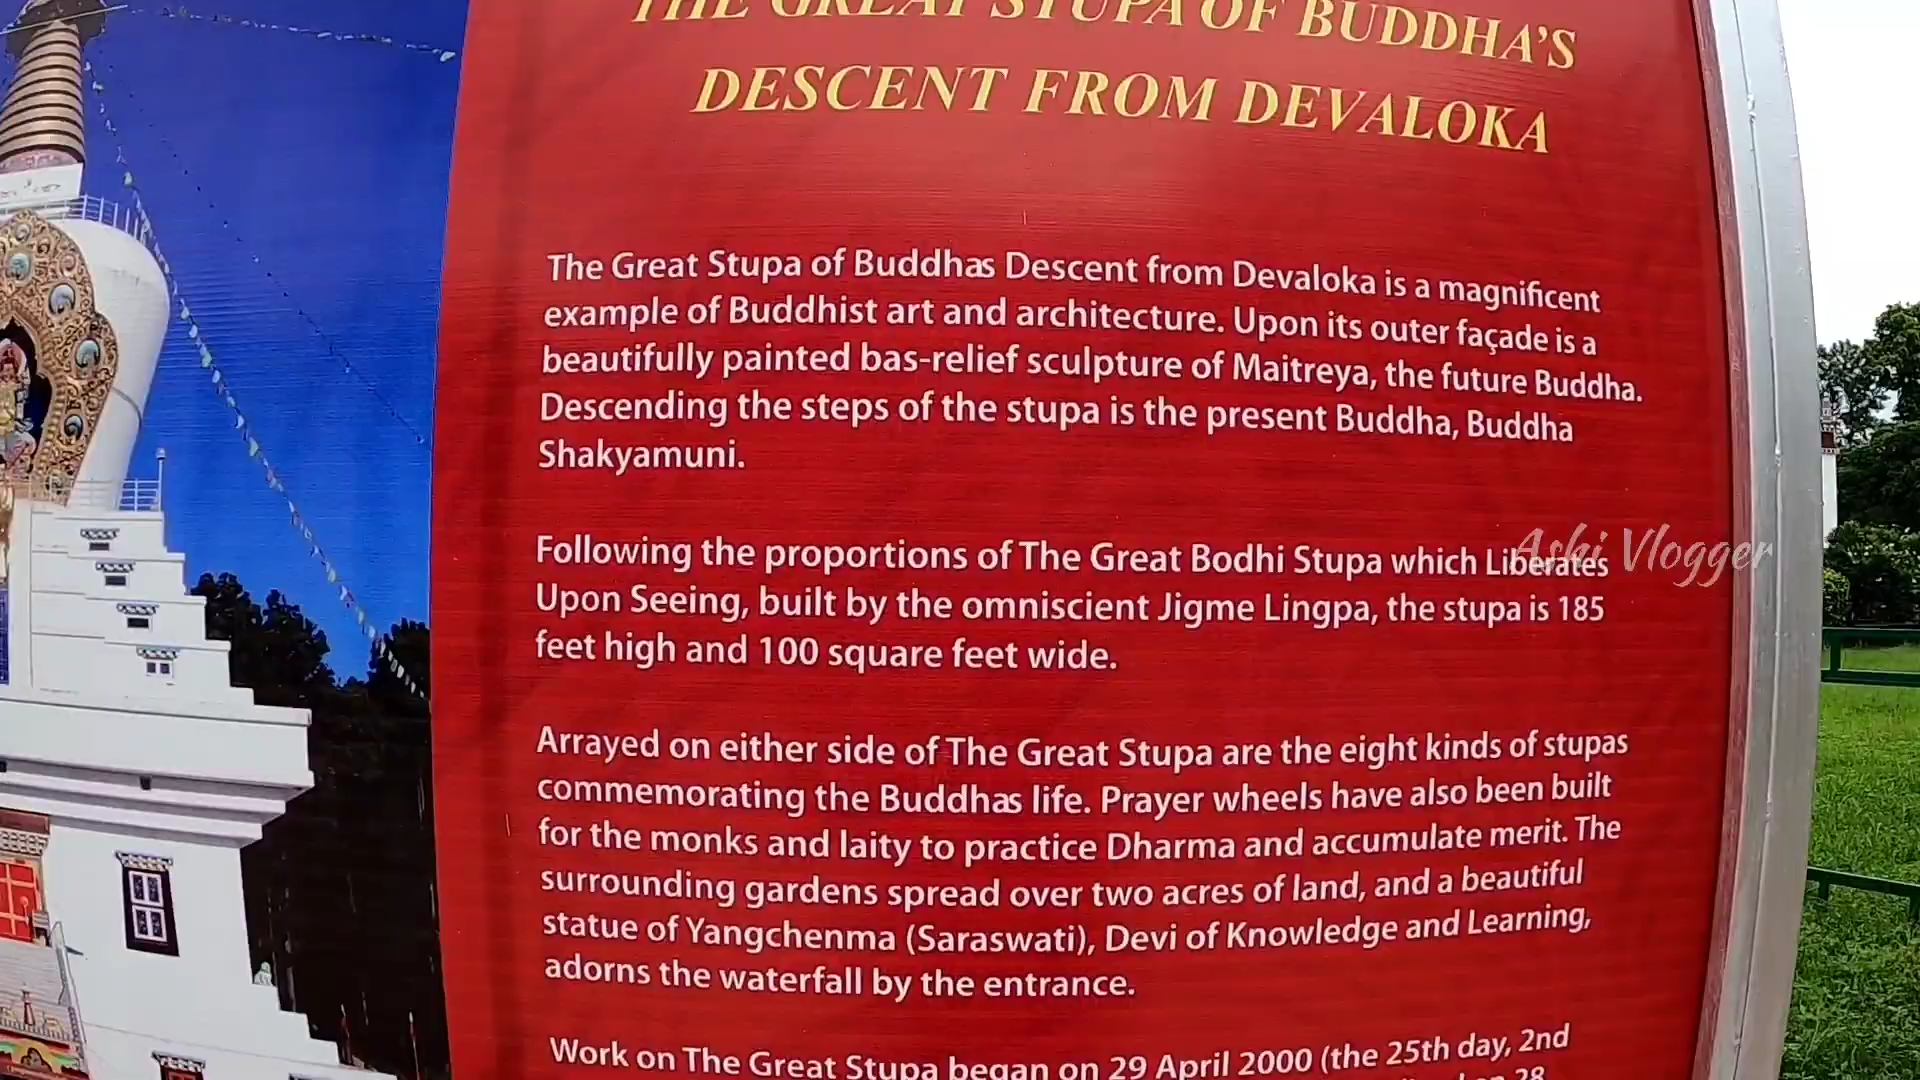 THE GREAT STUPA OF BUDDHA'S
DESCENT FROM DEVALOKA
The Great Stupa of Buddhas Descent from Devaloka is a magnificent
example of Buddhist art and architecture. Upon its outer façade is a
beautifully painted bas-relief sculpture of Maitreya, the future Buddha.
Descending the steps of the stupa is the present Buddha, Buddha
Shakyamuni.
Following the proportions of The Great Bodhi Stupa which Liberates
Upon Seeing, built by the omniscient Jigme Lingpa, the stupa is 185
feet high and 100 square feet wide.
Arrayed on either side of The Great Stupa are the eight kinds of stupas
commemorating the Buddhas life. Prayer wheels have also been built
for the monks and laity to practice Dharma and accumulate merit. The
surrounding gardens spread over two acres of land, and a beautiful
statue of Yangchenma (Saraswati), Devi of Knowledge and Learning,
adorns the waterfall by the entrance.
Work on The Great Stupa began on 29 April 2000 (the 25th day, 2nd
on 28
Ashi Vlogger